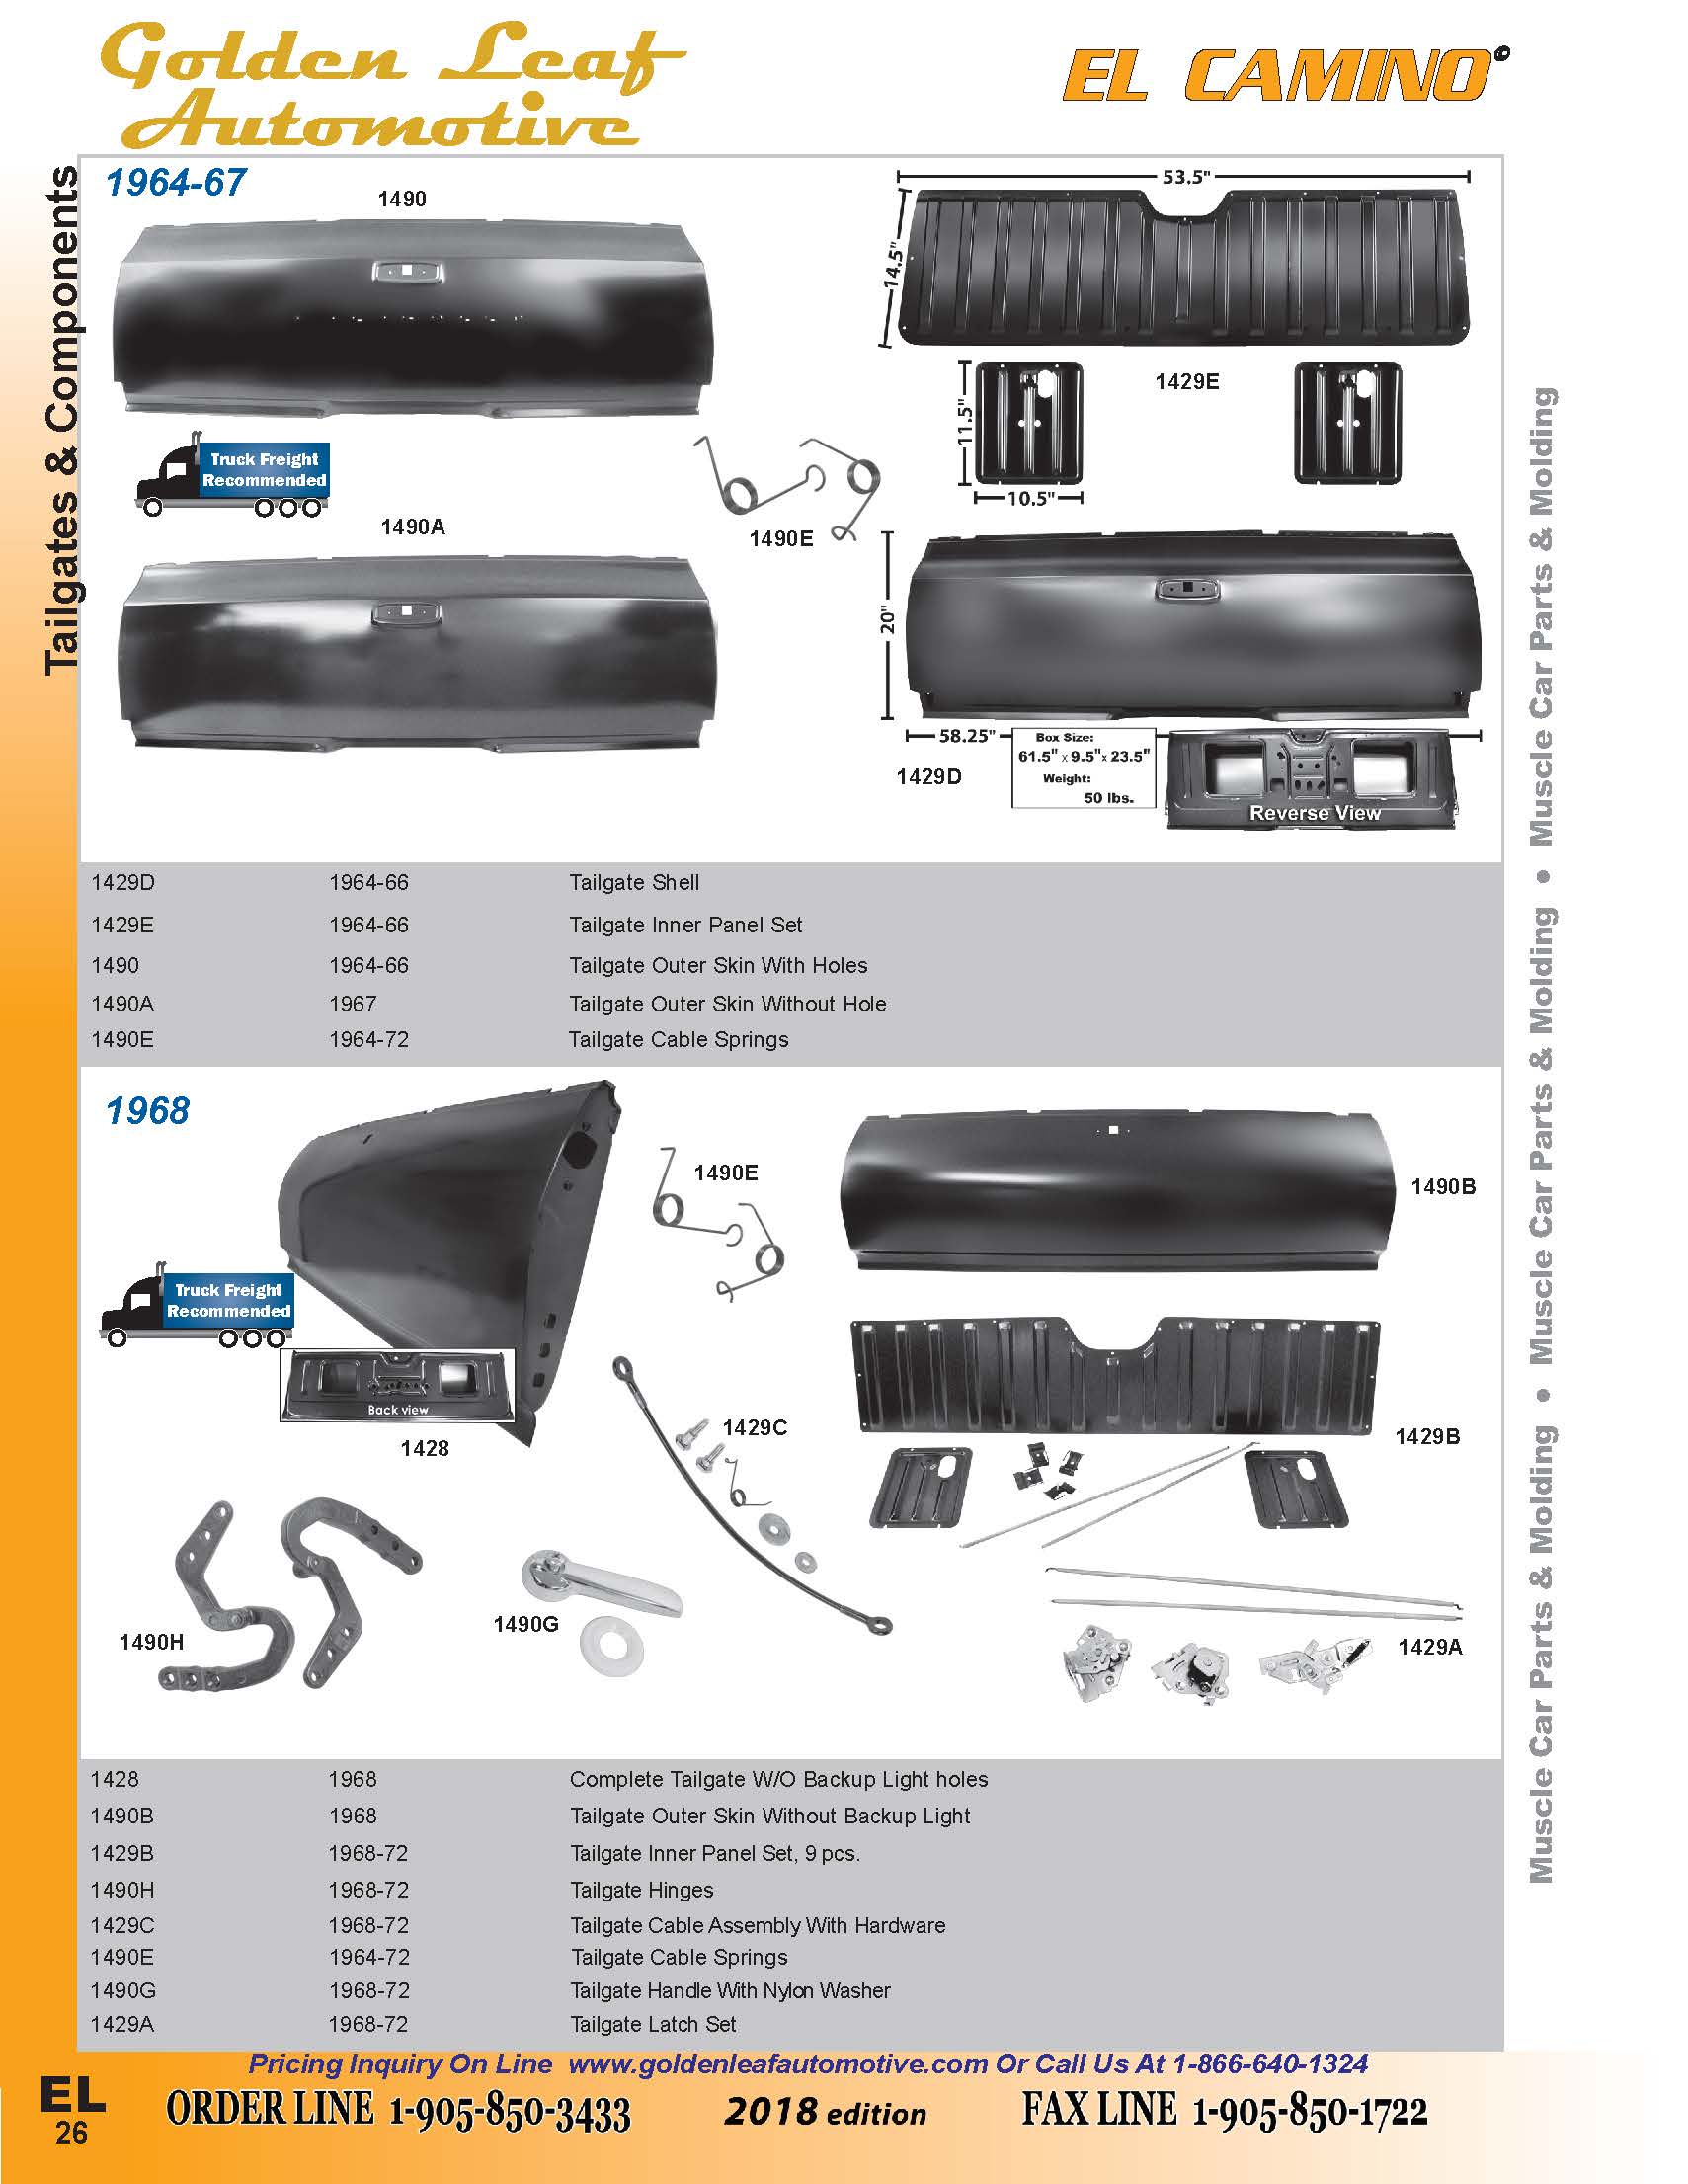 Golden Leaf
Automotive
EL CAMINO
Tailgates & Components
1964-67
1490
53.5"
14.5"
1429E
11.5"
10.5"
Truck Freight
Recommended
1490A
1490E
20"
58.25"
Box Size:
61.5" x 9.5"x 23.5"
Weight:
50 lbs.
1429D
Reverse View
1429D 1964-66 Tailgate Shell
1429E 1964-66 Tailgate Inner Panel Set
1490 1964-66 Tailgate Outer Skin With Holes
1490A 1967 Tailgate Outer Skin Without Hole
1490E 1964-72 Tailgate Cable Springs
1968
1490E
1490B
Truck Freight
Recommended
Back view
1428
1429C
1429B
1490H
1490G
1429A
1428 1968 Complete Tailgate W/O Backup Light holes
1490B 1968 Tailgate Outer Skin Without Backup Light
1429B 1968-72 Tailgate Inner Panel Set, 9 pcs.
1490H 1968-72 Tailgate Hinges
1429C 1968-72 Tailgate Cable Assembly With Hardware
1490E 1964-72 Tailgate Cable Springs
1490G 1968-72 Tailgate Handle With Nylon Washer
1429A 1968-72 Tailgate Latch Set
Muscle Car Parts & Molding • Muscle Car Parts & Molding • Muscle Car Parts & Molding
Pricing Inquiry On Line www.goldenleafautomotive.com Or Call Us At 1-866-640-1324
EL
26
ORDER LINE 1-905-850-3433 2018 edition FAX LINE 1-905-850-1722